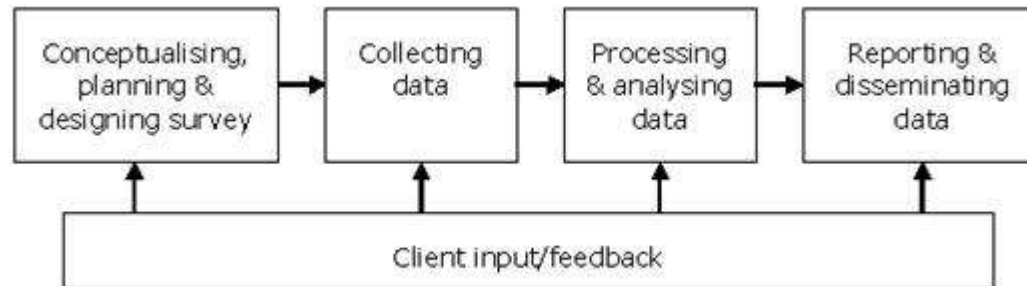 Conceptualising,
planning &
designing survey
Collecting
data
Processing
& analysing
data
Reporting &
disseminating
data
Client input/feedback